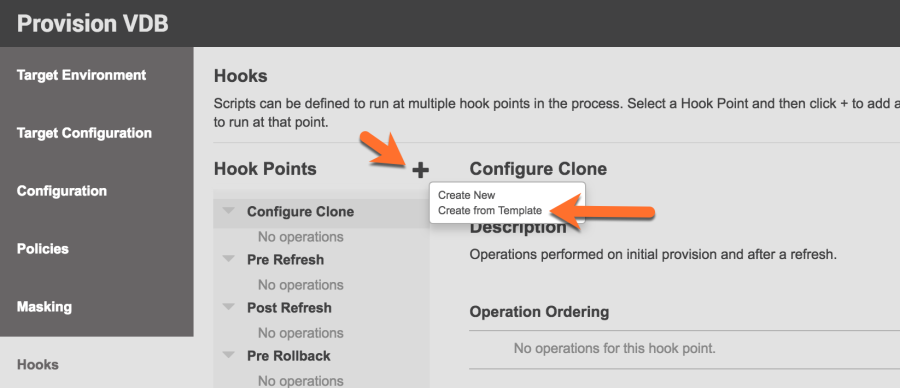 Provision VDB
Target Environment
Target Configuration
Configuration
Policies
Masking
Hooks
Hooks
Scripts can be defined to run at multiple hook points in the process. Select a Hook Point and then click + to add a
to run at that point.
Hook Points
Configure Clone
No operations
Pre Refresh
No operations
Post Refresh
No operations
Pre Rollback
No operations
Create New
Create from Template
Configure Clone
Description
Operations performed on initial provision and after a refresh.
Operation Ordering
No operations for this hook point.